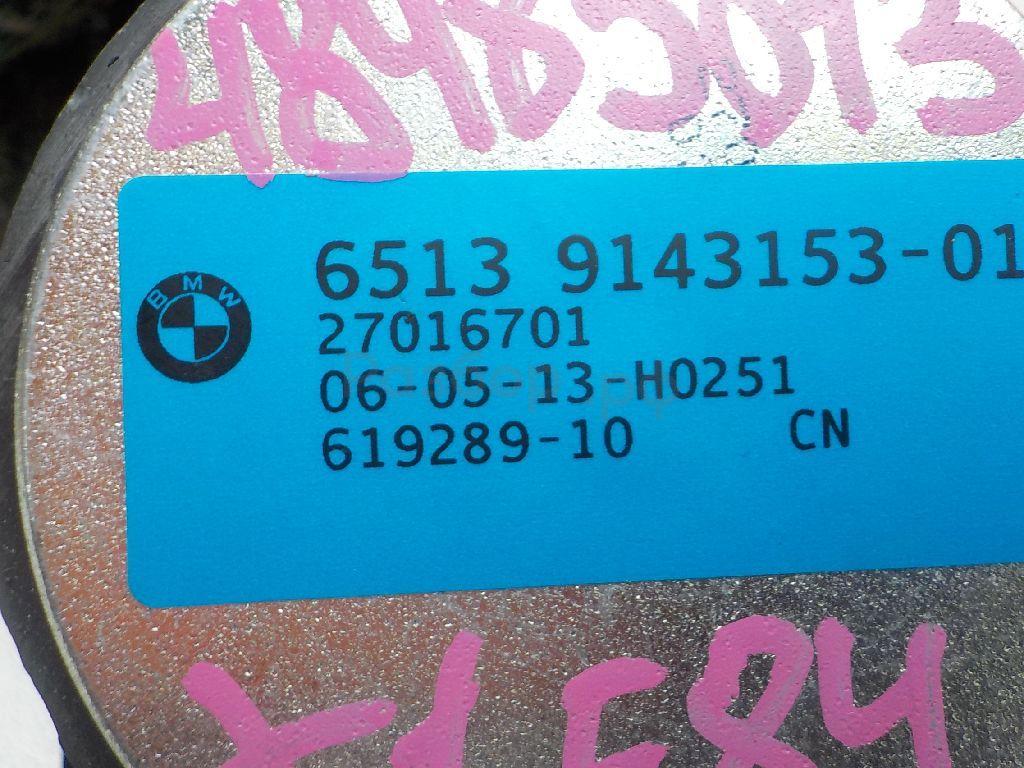 48485013
BMW
6513 9143153-01
27016701
06-05-13-H0251
619289-10 CN
X1 E84